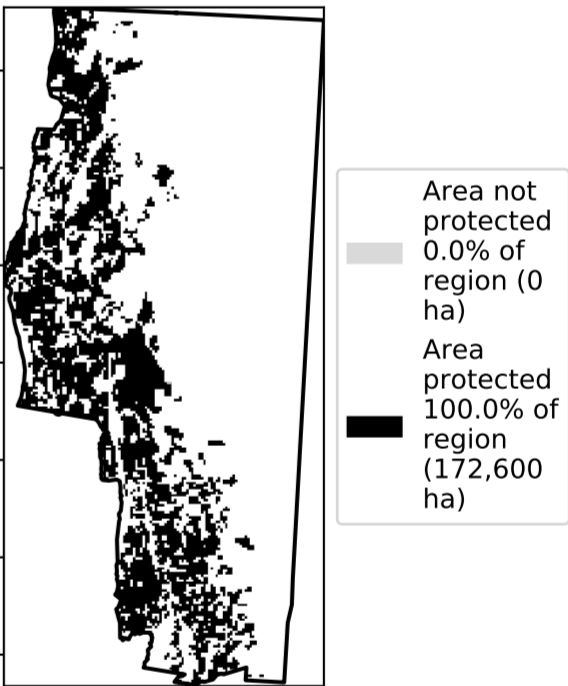 Area not
protected
0.0% of
region (0
ha)
Area
protected
100.0% of
region
(172,600
ha)